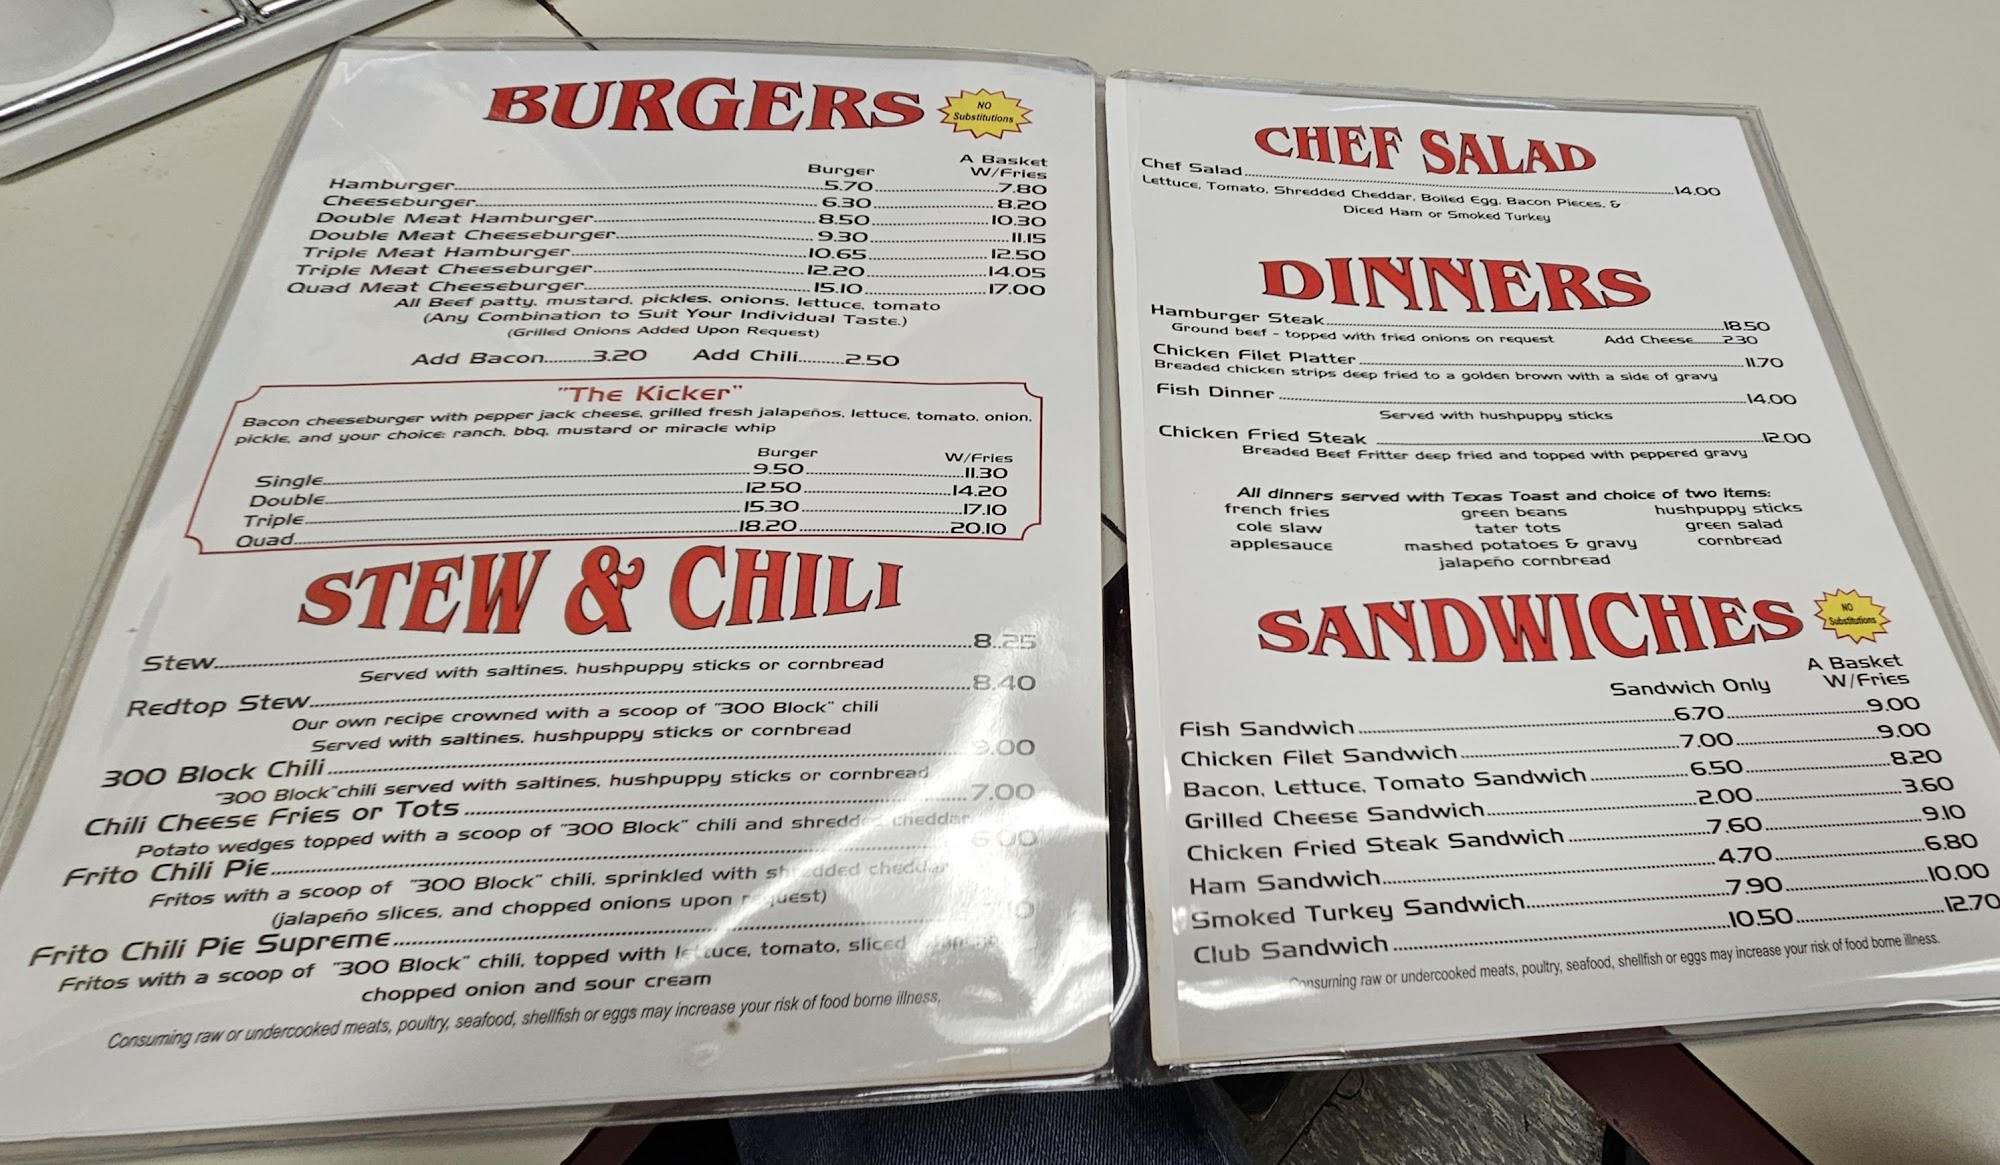 BURGERS
NO
Substitutions
Burger A Basket W/Fries
Hamburger 5.70 7.80
Cheeseburger 6.30 8.20
Double Meat Hamburger 8.50 10.30
Double Meat Cheeseburger 9.30 11.15
Triple Meat Hamburger 10.65 12.50
Triple Meat Cheeseburger 12.20 14.05
Quad Meat Cheeseburger 15.10 17.00
All Beef patty, mustard, pickles, onions, lettuce, tomato
(Any Combination to Suit Your Individual Taste.)
(Grilled Onions Added Upon Request)
Add Bacon 3.20 Add Chili 2.50
"The Kicker"
Bacon cheeseburger with pepper jack cheese, grilled fresh jalapeños, lettuce, tomato, onion,
pickle, and your choice: ranch, bbq, mustard or miracle whip
Burger W/Fries
Single 9.50 11.30
Double 12.50 14.20
Triple 15.30 17.10
Quad 18.20 20.10
STEW & CHILI
Stew 8..25
Served with saltines, hushpuppy sticks or cornbread
Redtop Stew 8.40
Our own recipe crowned with a scoop of "300 Block" chili
Served with saltines, hushpuppy sticks or cornbread
300 Block Chili 9.00
"300 Block"chili served with saltines, hushpuppy sticks or cornbread
Chili Cheese Fries or Tots 7.00
Potato wedges topped with a scoop of "300 Block" chili and shredded cheddar
Frito Chili Pie 6.00
Fritos with a scoop of "300 Block" chili, sprinkled with shredded cheddar
(jalapeño slices, and chopped onions upon request)
Frito Chili Pie Supreme
Fritos with a scoop of "300 Block" chili, topped with lettuce, tomato, sliced
chopped onion and sour cream
Consuming raw or undercooked meats, poultry, seafood, shellfish or eggs may increase your risk of food borne illness.
CHEF SALAD
Chef Salad 14.00
Lettuce, Tomato, Shredded Cheddar, Boiled Egg, Bacon Pieces, &
Diced Ham or Smoked Turkey
DINNERS
Hamburger Steak 18.50
Ground beef - topped with fried onions on request Add Cheese 2.30
Chicken Filet Platter 11.70
Breaded chicken strips deep fried to a golden brown with a side of gravy
Fish Dinner 14.00
Served with hushpuppy sticks
Chicken Fried Steak 12.00
Breaded Beef Fritter deep fried and topped with peppered gravy
All dinners served with Texas Toast and choice of two items:
french fries green beans hushpuppy sticks
cole slaw tater tots green salad
applesauce mashed potatoes & gravy cornbread
jalapeño cornbread
SANDWICHES
NO
Substitutions
Sandwich Only A Basket W/Fries
Fish Sandwich 6.70 9.00
Chicken Filet Sandwich 7.00 9.00
Bacon, Lettuce, Tomato Sandwich 6.50 8.20
Grilled Cheese Sandwich 2.00 3.60
Chicken Fried Steak Sandwich 7.60 9.10
Ham Sandwich 4.70 6.80
Smoked Turkey Sandwich 7.90 10.00
Club Sandwich 10.50 12.70
Consuming raw or undercooked meats, poultry, seafood, shellfish or eggs may increase your risk of food borne illness.